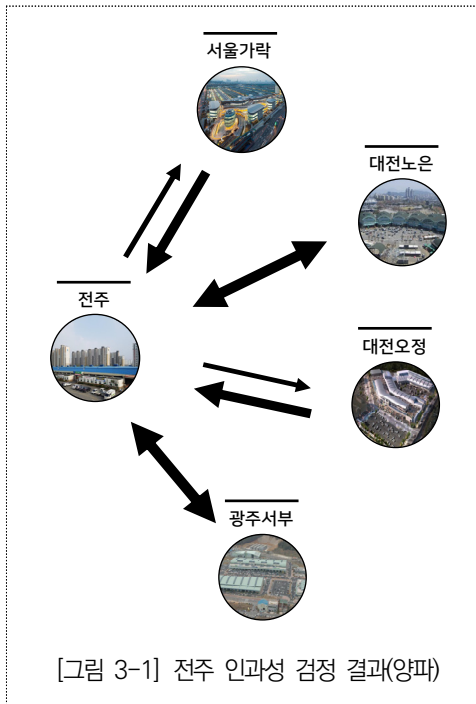 서울가락
대전노은
전주
대전오정
광주서부
[그림 3-1] 전주 인과성 검정 결과(양파)